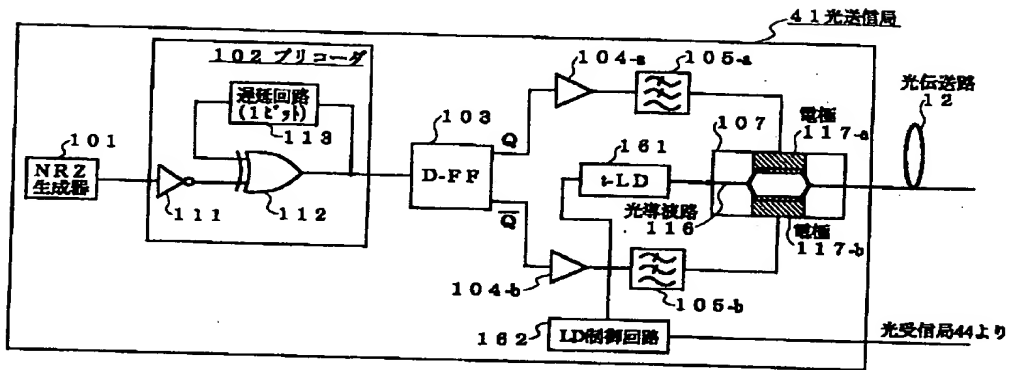 41光送信局
102 プリコーダ
遅延回路
(1ビット)
113
101
NRZ
生成器
111
112
103
D-FF
Q
Q̅
104-a
105-a
161
t-LD
107
電極
117-a
光導波路
116
電極
117-b
104-b
105-b
162
LD制御回路
光伝送路
12
光受信局44より